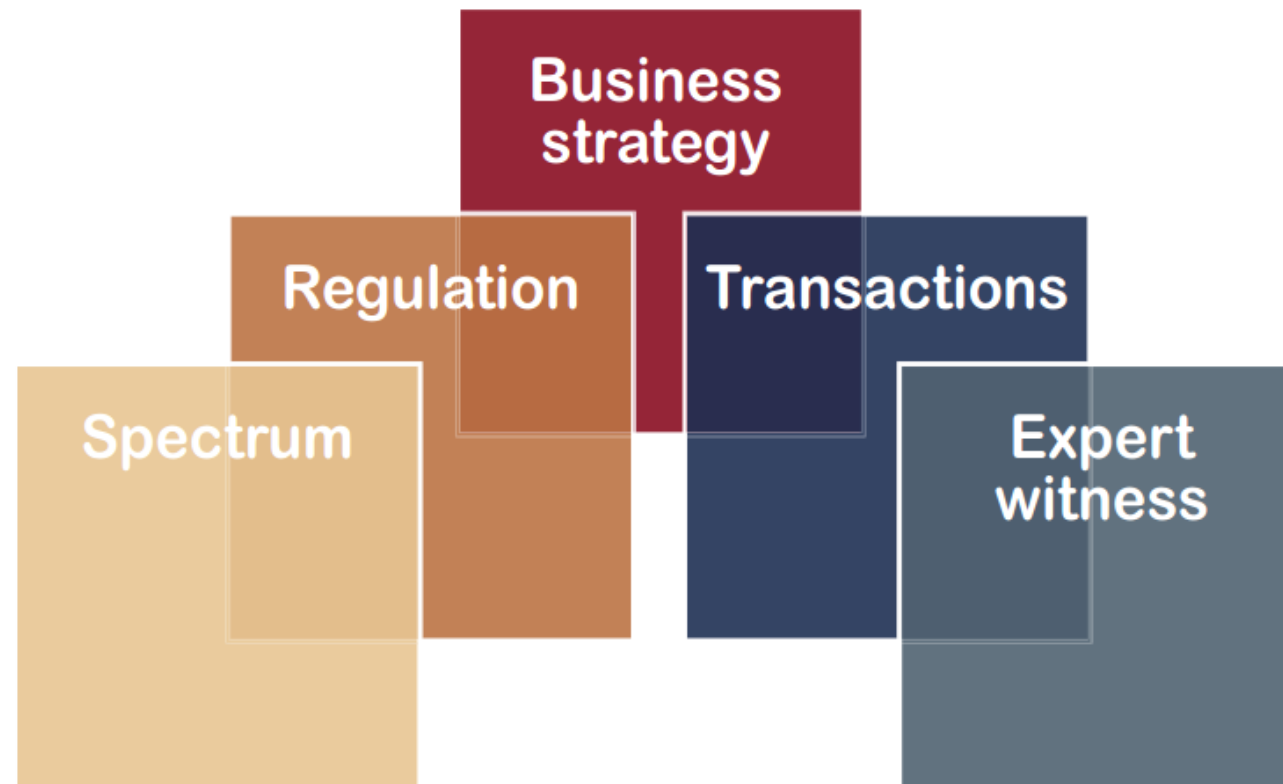 Business
strategy
Regulation
Transactions
Spectrum
Expert
witness